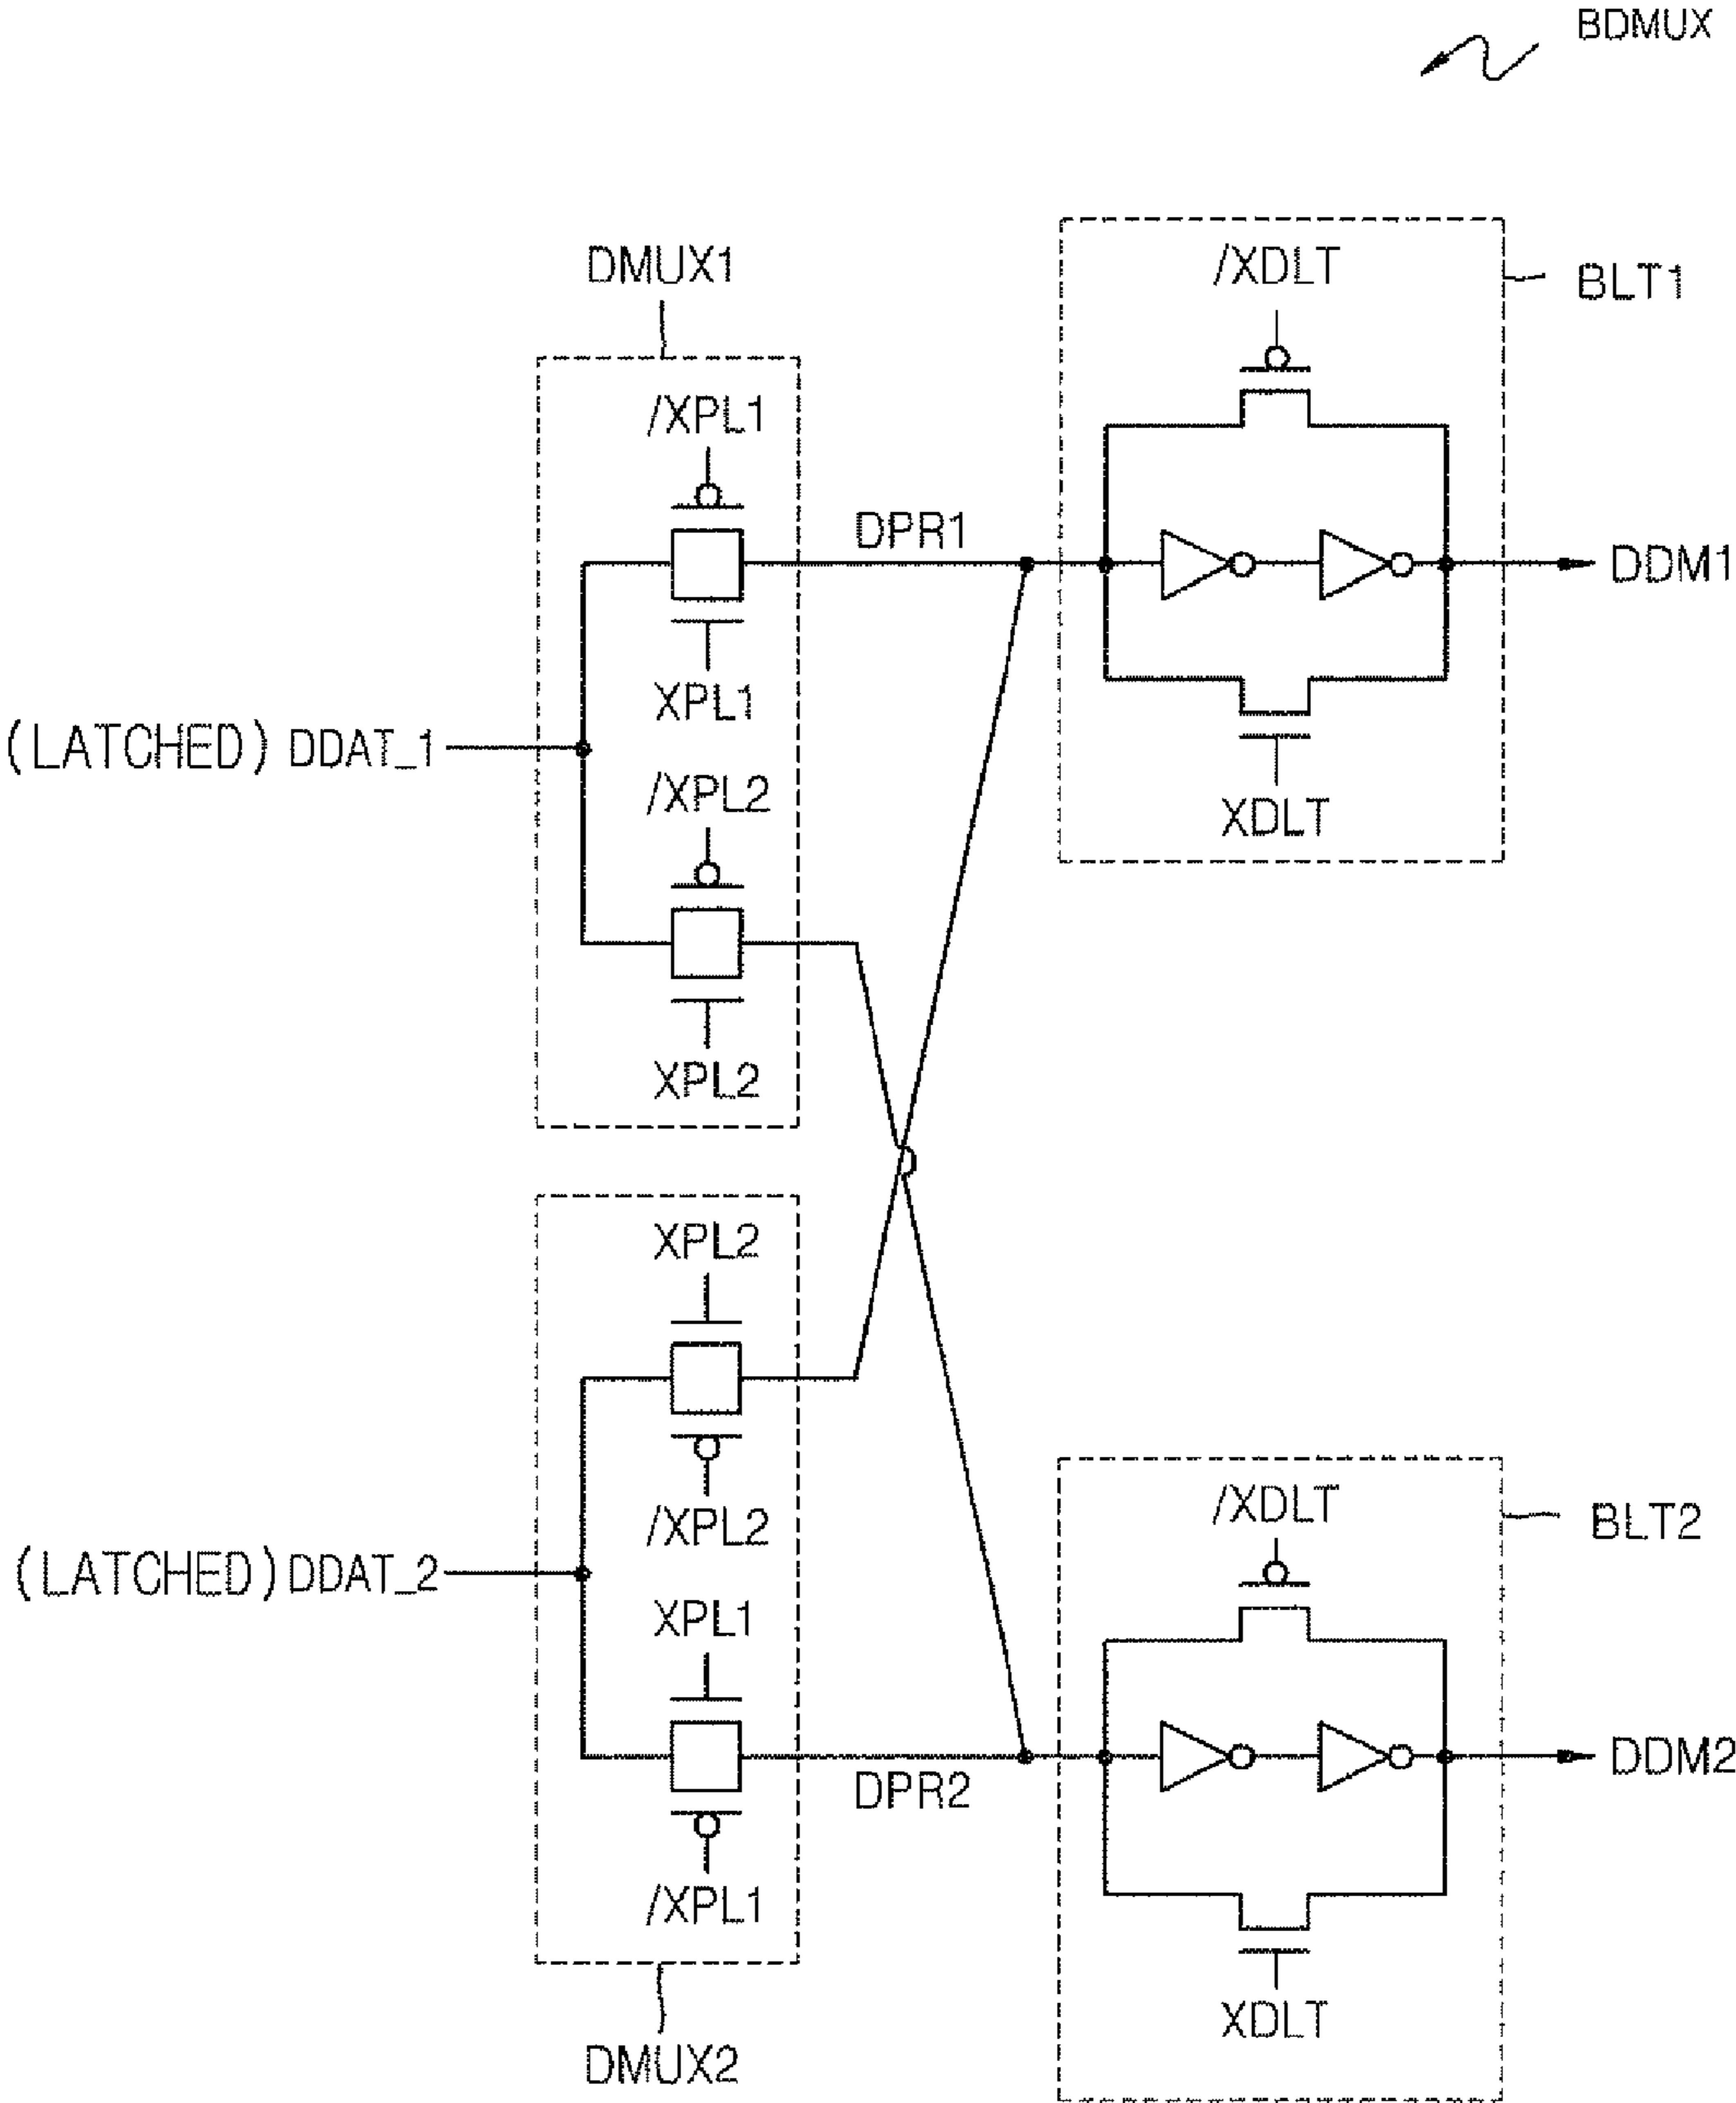 BDMUX
DMUX1
/XDLT
BLT1
/XPL1
DPR1
DDM1
XPL1
(LATCHED) DDAT_1
/XPL2
XDLT
XPL2
XPL2
/XPL2
/XDLT
BLT2
(LATCHED) DDAT_2
XPL1
DPR2
DDM2
/XPL1
XDLT
DMUX2